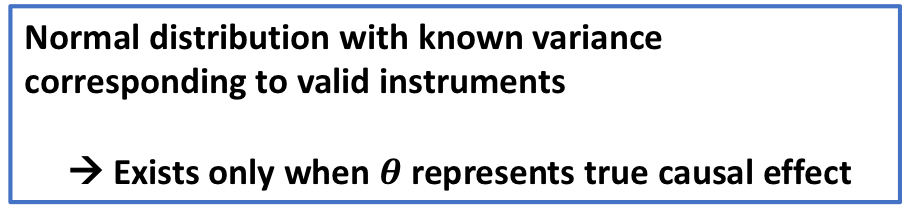 Normal distribution with known variance
corresponding to valid instruments
→ Exists only when θ represents true causal effect